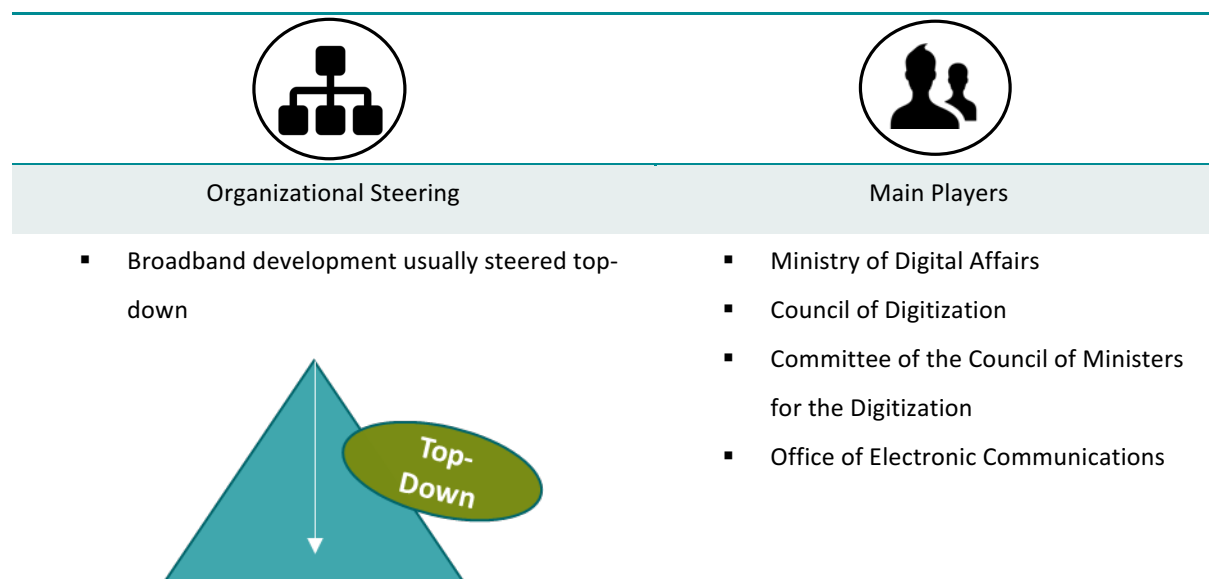 Organizational Steering
Main Players
▪ Broadband development usually steered top-
down
Top-
Down
▪ Ministry of Digital Affairs
▪ Council of Digitization
▪ Committee of the Council of Ministers
for the Digitization
▪ Office of Electronic Communications